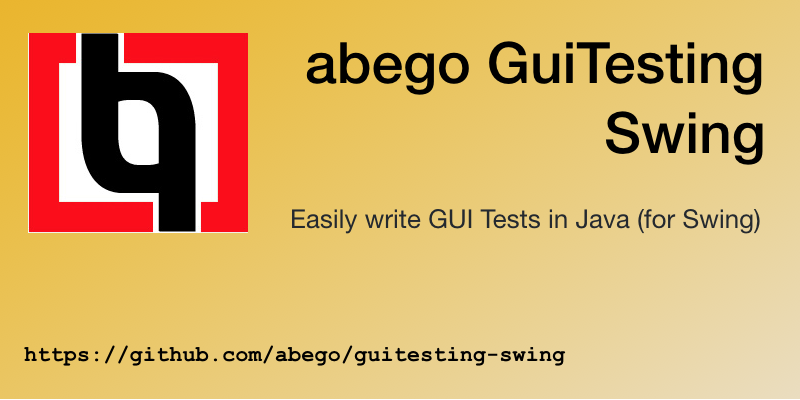 abego GuiTesting
Swing
Easily write GUI Tests in Java (for Swing)
https://github.com/abego/guitesting-swing